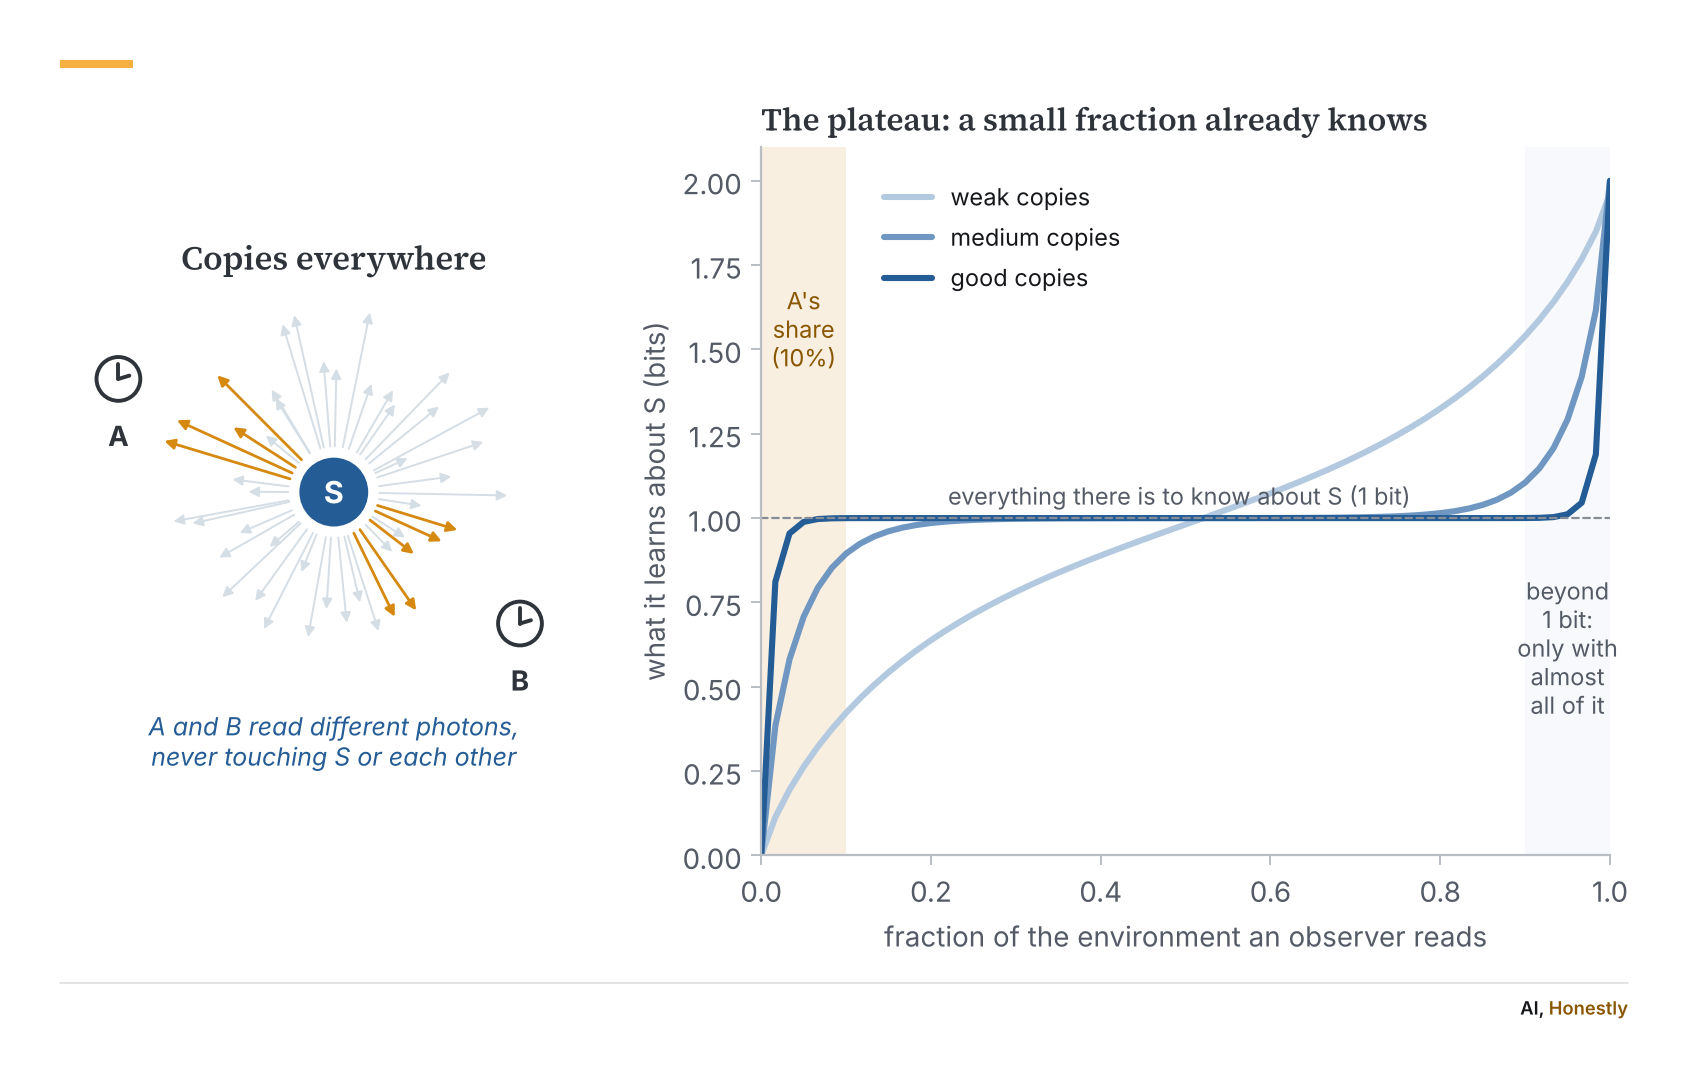 Copies everywhere
A
S
B
A and B read different photons,
never touching S or each other
The plateau: a small fraction already knows
weak copies
medium copies
good copies
A's
share
(10%)
everything there is to know about S (1 bit)
beyond
1 bit:
only with
almost
all of it
what it learns about S (bits)
2.00
1.75
1.50
1.25
1.00
0.75
0.50
0.25
0.00
0.0
0.2
0.4
0.6
0.8
1.0
fraction of the environment an observer reads
AI, Honestly